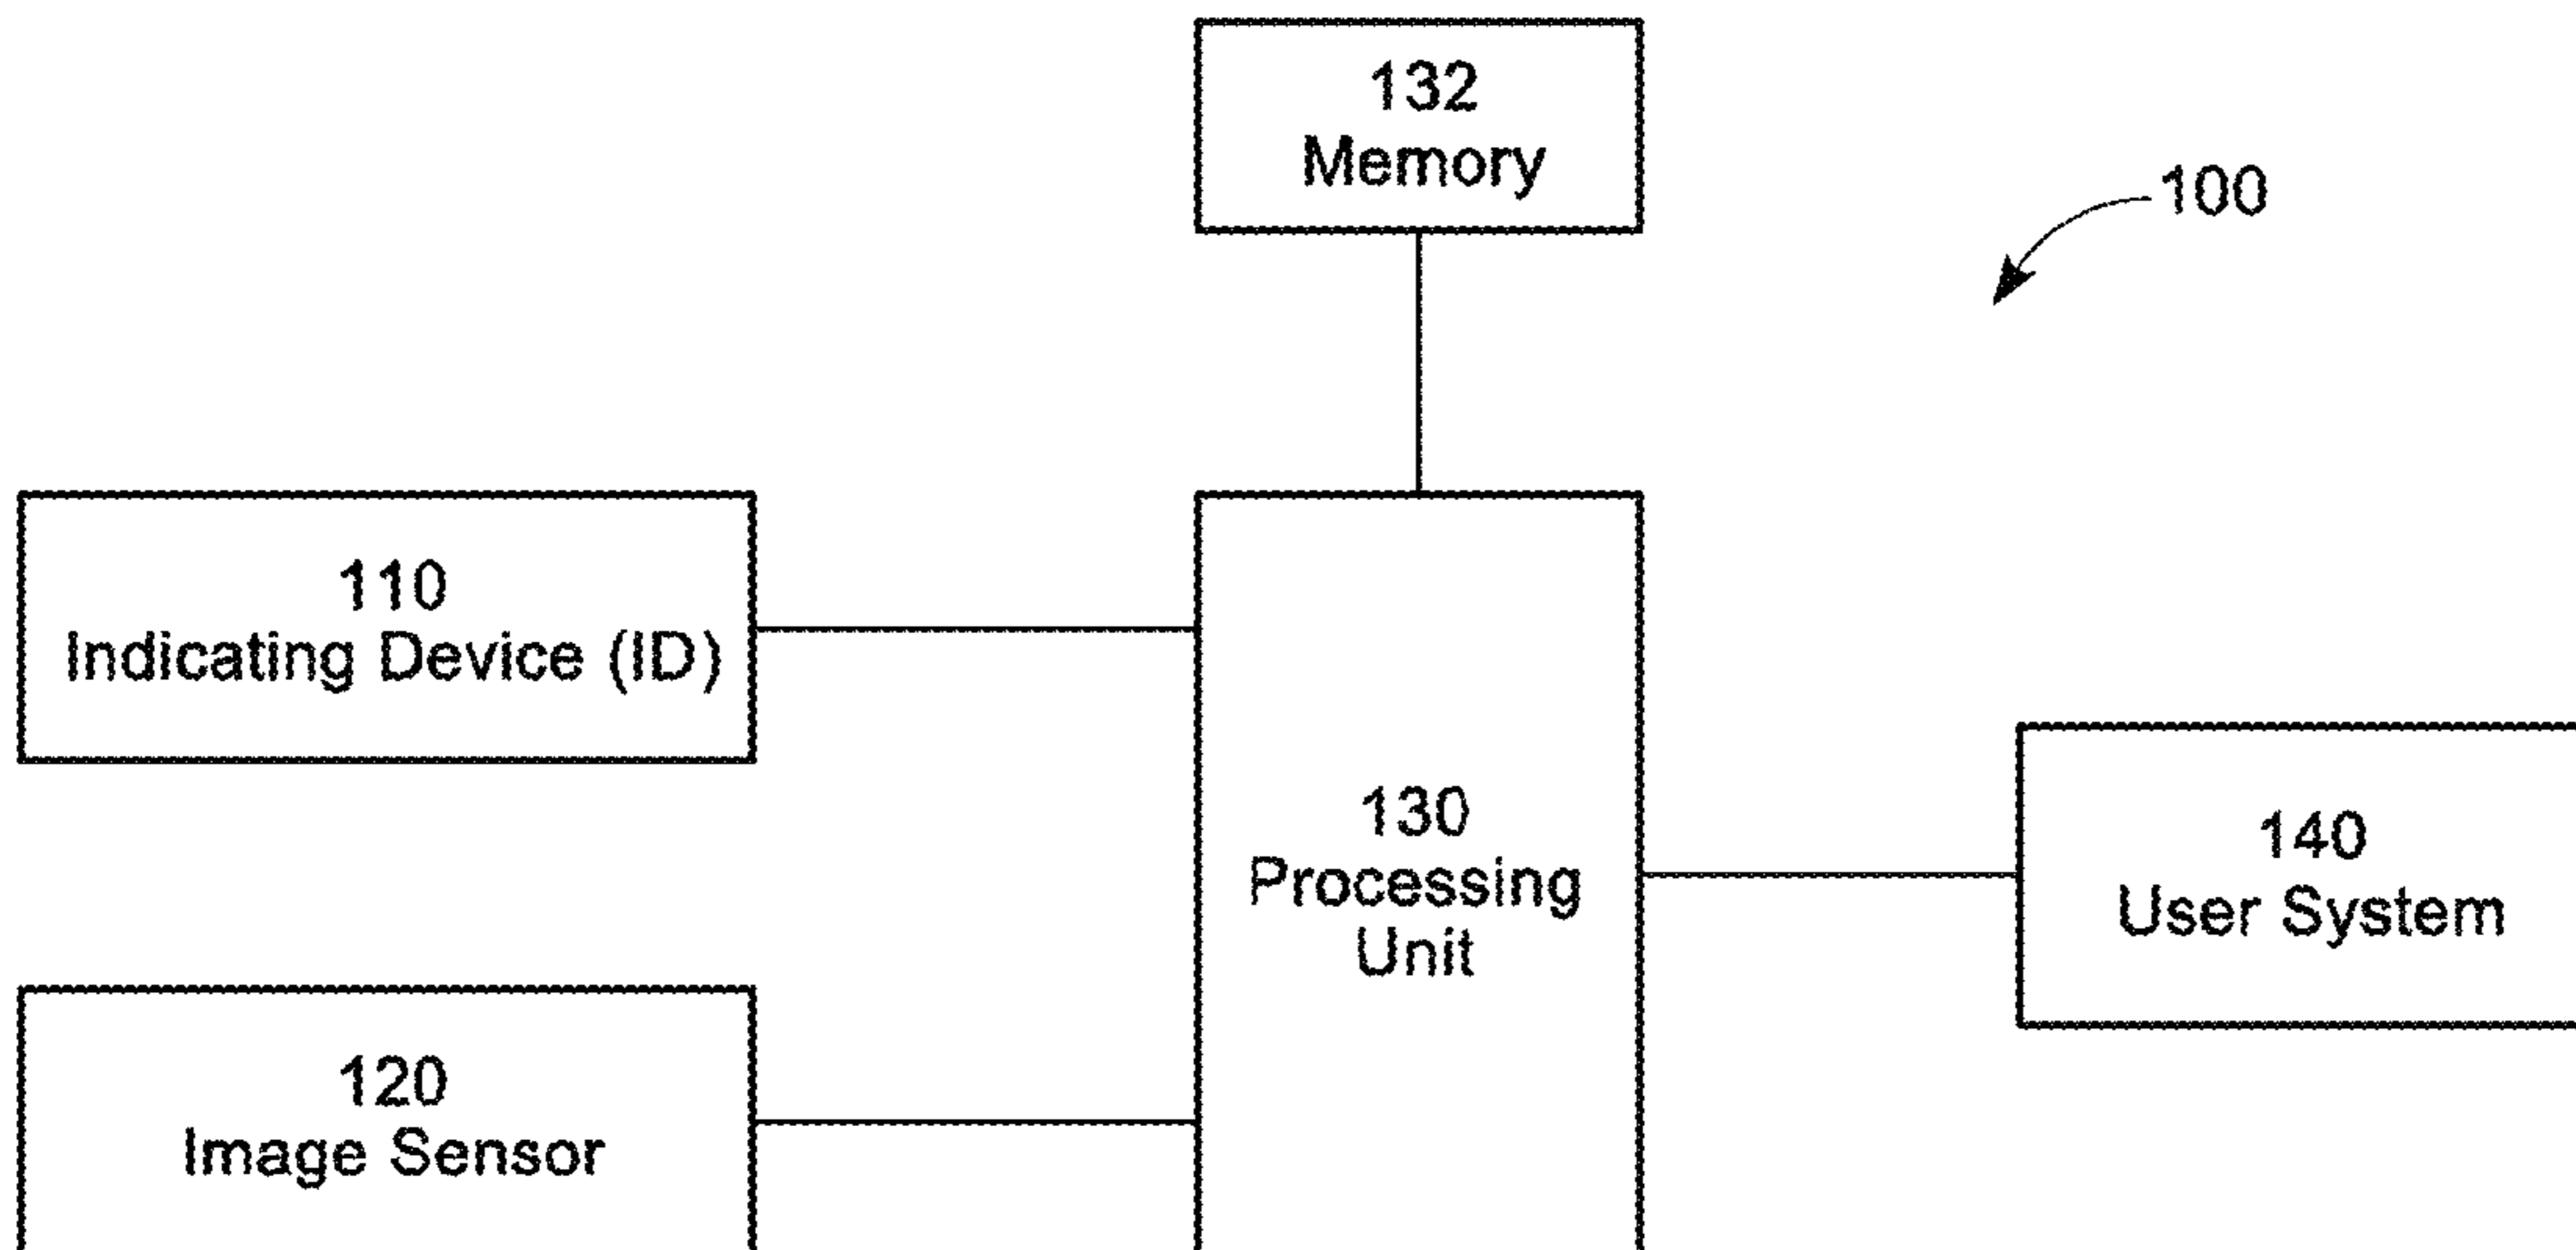 132
Memory
100
110
Indicating Device (ID)
130
Processing
Unit
140
User System
120
Image Sensor